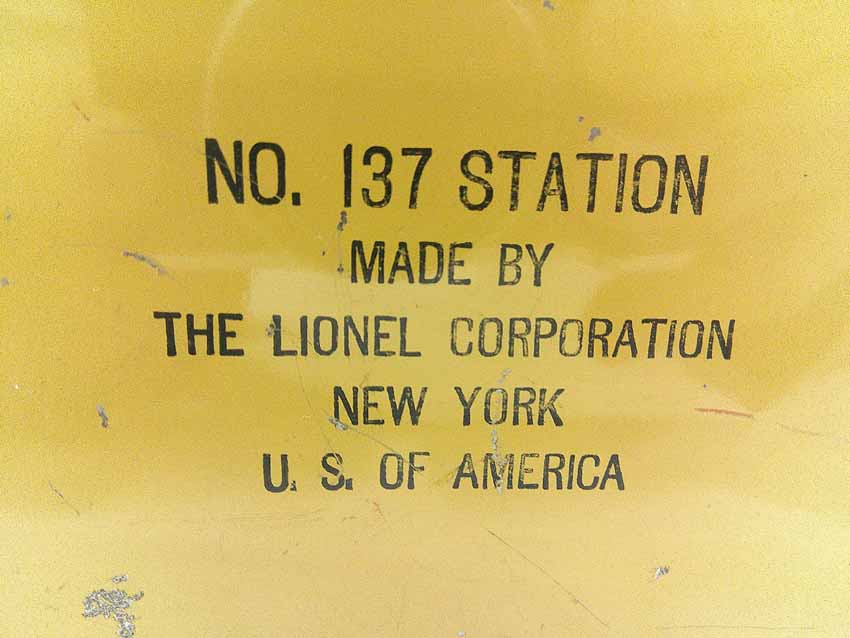 NO. 137 STATION
MADE BY
THE LIONEL CORPORATION
NEW YORK
U. S. OF AMERICA